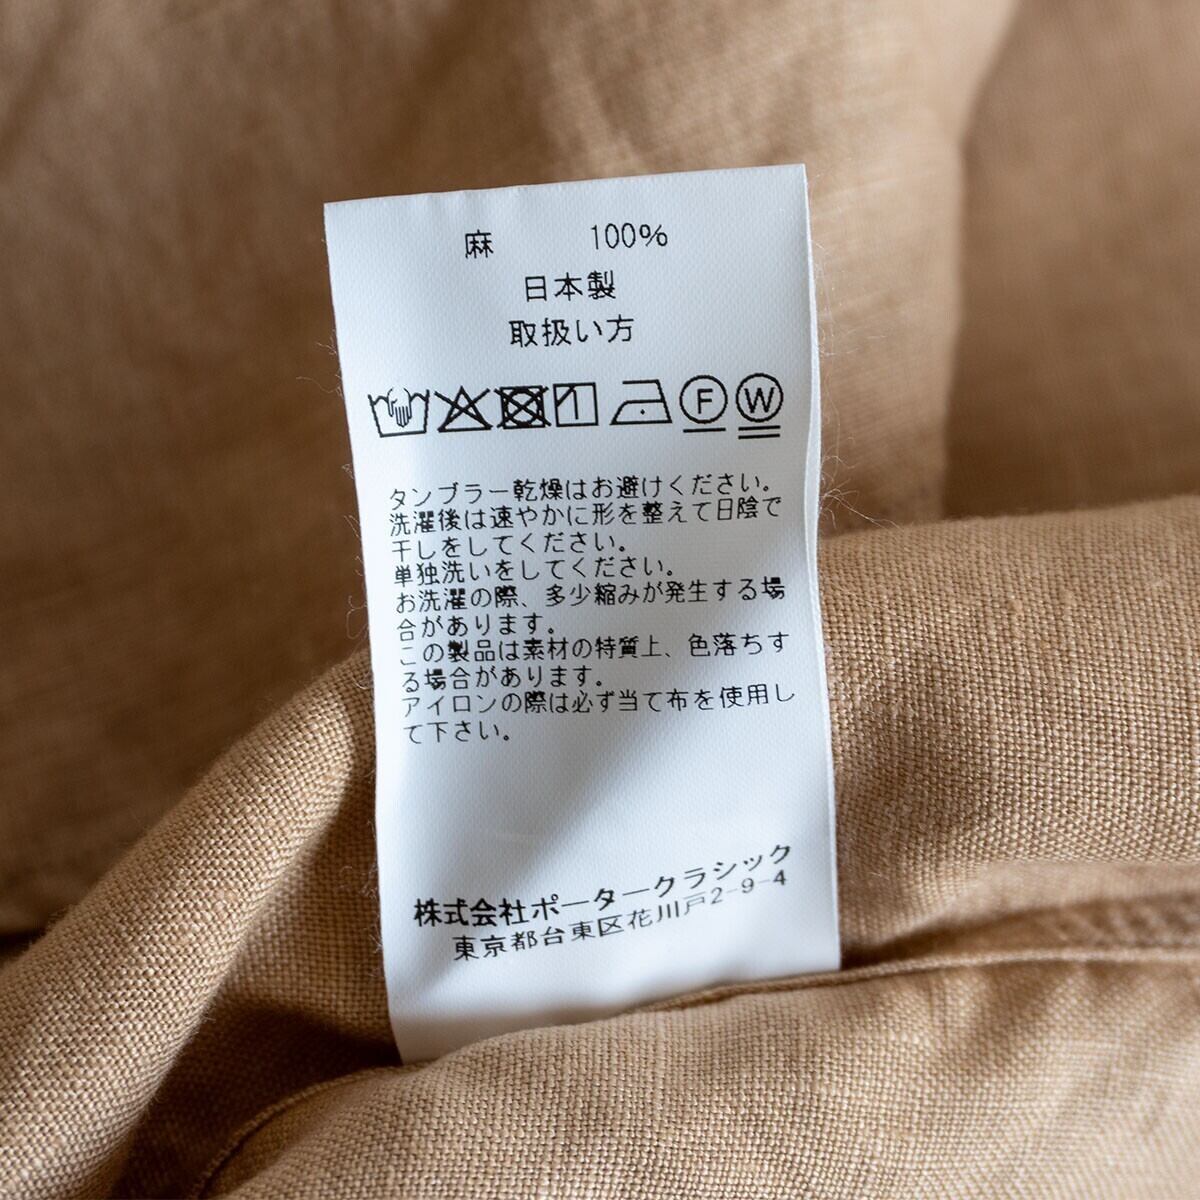 麻 100%
日本製
取扱い方
F W
タンブラー乾燥はお避けください。
洗濯後は速やかに形を整えて日陰で
干しをしてください。
単独洗いをしてください。
お洗濯の際、多少縮みが発生する場
合があります。
この製品は素材の特質上、色落ちす
る場合があります。
アイロンの際は必ず当て布を使用し
て下さい。
株式会社ポータークラシック
東京都台東区花川戸2-9-4